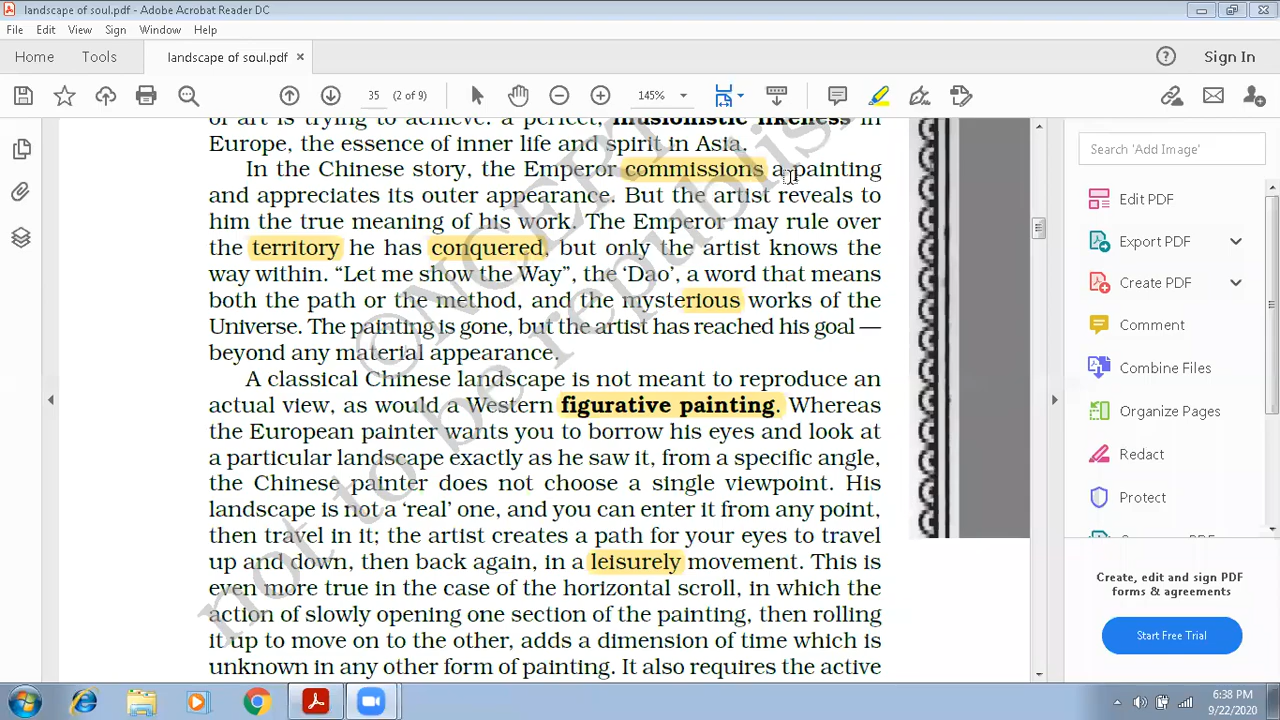 landscape of soul.pdf - Adobe Acrobat Reader DC
File Edit View Sign Window Help
Home Tools landscape of soul.pdf × Sign In
35 (2 of 9) 145%
of art is trying to achieve: a perfect, illusionistic likeness in
Europe, the essence of inner life and spirit in Asia.
In the Chinese story, the Emperor commissions a painting
and appreciates its outer appearance. But the artist reveals to
him the true meaning of his work. The Emperor may rule over
the territory he has conquered, but only the artist knows the
way within. “Let me show the Way”, the ‘Dao’, a word that means
both the path or the method, and the mysterious works of the
Universe. The painting is gone, but the artist has reached his goal —
beyond any material appearance.
A classical Chinese landscape is not meant to reproduce an
actual view, as would a Western figurative painting. Whereas
the European painter wants you to borrow his eyes and look at
a particular landscape exactly as he saw it, from a specific angle,
the Chinese painter does not choose a single viewpoint. His
landscape is not a ‘real’ one, and you can enter it from any point,
then travel in it; the artist creates a path for your eyes to travel
up and down, then back again, in a leisurely movement. This is
even more true in the case of the horizontal scroll, in which the
action of slowly opening one section of the painting, then rolling
it up to move on to the other, adds a dimension of time which is
unknown in any other form of painting. It also requires the active
©NCERT
not to be republis
Search 'Add Image'
Edit PDF
Export PDF
Create PDF
Comment
Combine Files
Organize Pages
Redact
Protect
Create, edit and sign PDF
forms & agreements
Start Free Trial
6:38 PM
9/22/2020